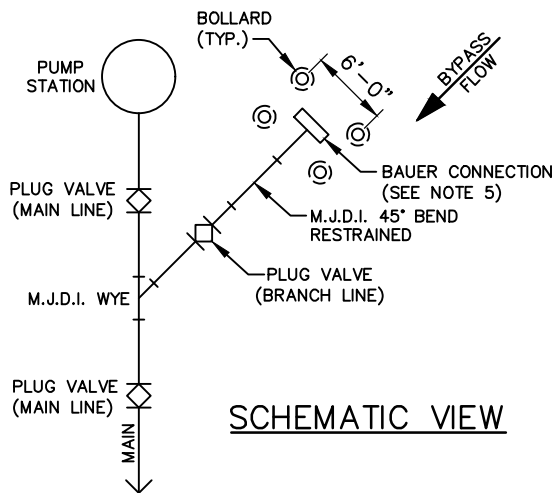 BOLLARD
(TYP.)
PUMP
STATION
6'-0"
BYPASS
FLOW
PLUG VALVE
(MAIN LINE)
BAUER CONNECTION
(SEE NOTE 5)
M.J.D.I. 45° BEND
RESTRAINED
PLUG VALVE
(BRANCH LINE)
M.J.D.I. WYE
PLUG VALVE
(MAIN LINE)
MAIN
SCHEMATIC VIEW